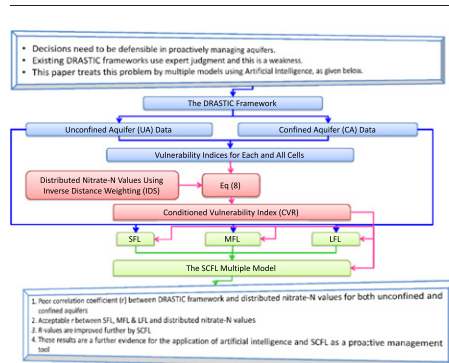 • Decisions need to be defensible in proactively managing aquifers.
• Existing DRASTIC frameworks use expert judgment and this is a weakness.
• This paper treats this problem by multiple models using Artificial Intelligence, as given below.
The DRASTIC Framework
Unconfined Aquifer (UA) Data
Confined Aquifer (CA) Data
Vulnerability Indices for Each and All Cells
Distributed Nitrate-N Values Using
Inverse Distance Weighting (IDS)
Eq (8)
Conditioned Vulnerability Index (CVR)
SFL
MFL
LFL
The SCFL Multiple Model
1. Poor correlation coefficient (r) between DRASTIC framework and distributed nitrate-N values for both unconfined and
confined aquifers
2. Acceptable r between SFL, MFL & LFL and distributed nitrate-N values
3. R-values are improved further by SCFL
4. These results are a further evidence for the application of artificial intelligence and SCFL as a proactive management
tool